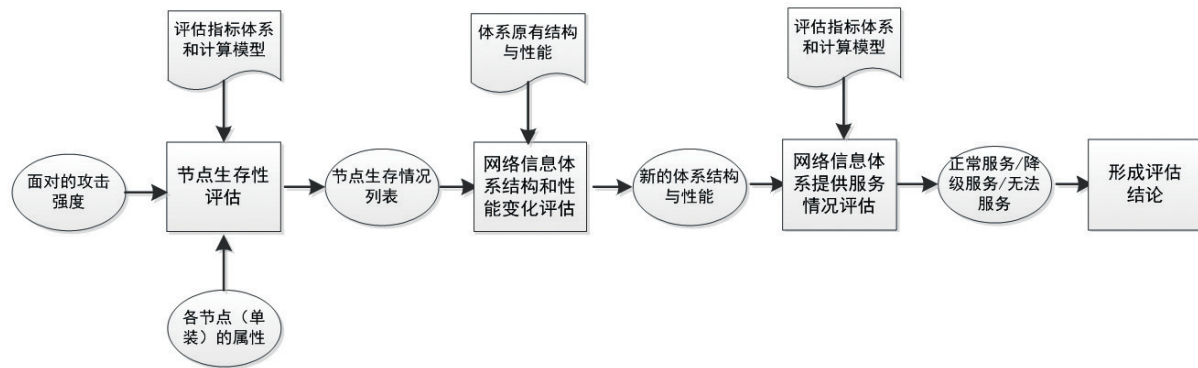 评估指标体系
和计算模型
体系原有结构
与性能
评估指标体系
和计算模型
面对的攻击
强度
节点生存性
评估
节点生存情况
列表
网络信息体
系结构和性
能变化评估
新的体系结构
与性能
网络信息体
系提供服务
情况评估
正常服务/降
级服务/无法
服务
形成评估
结论
各节点（单
装）的属性